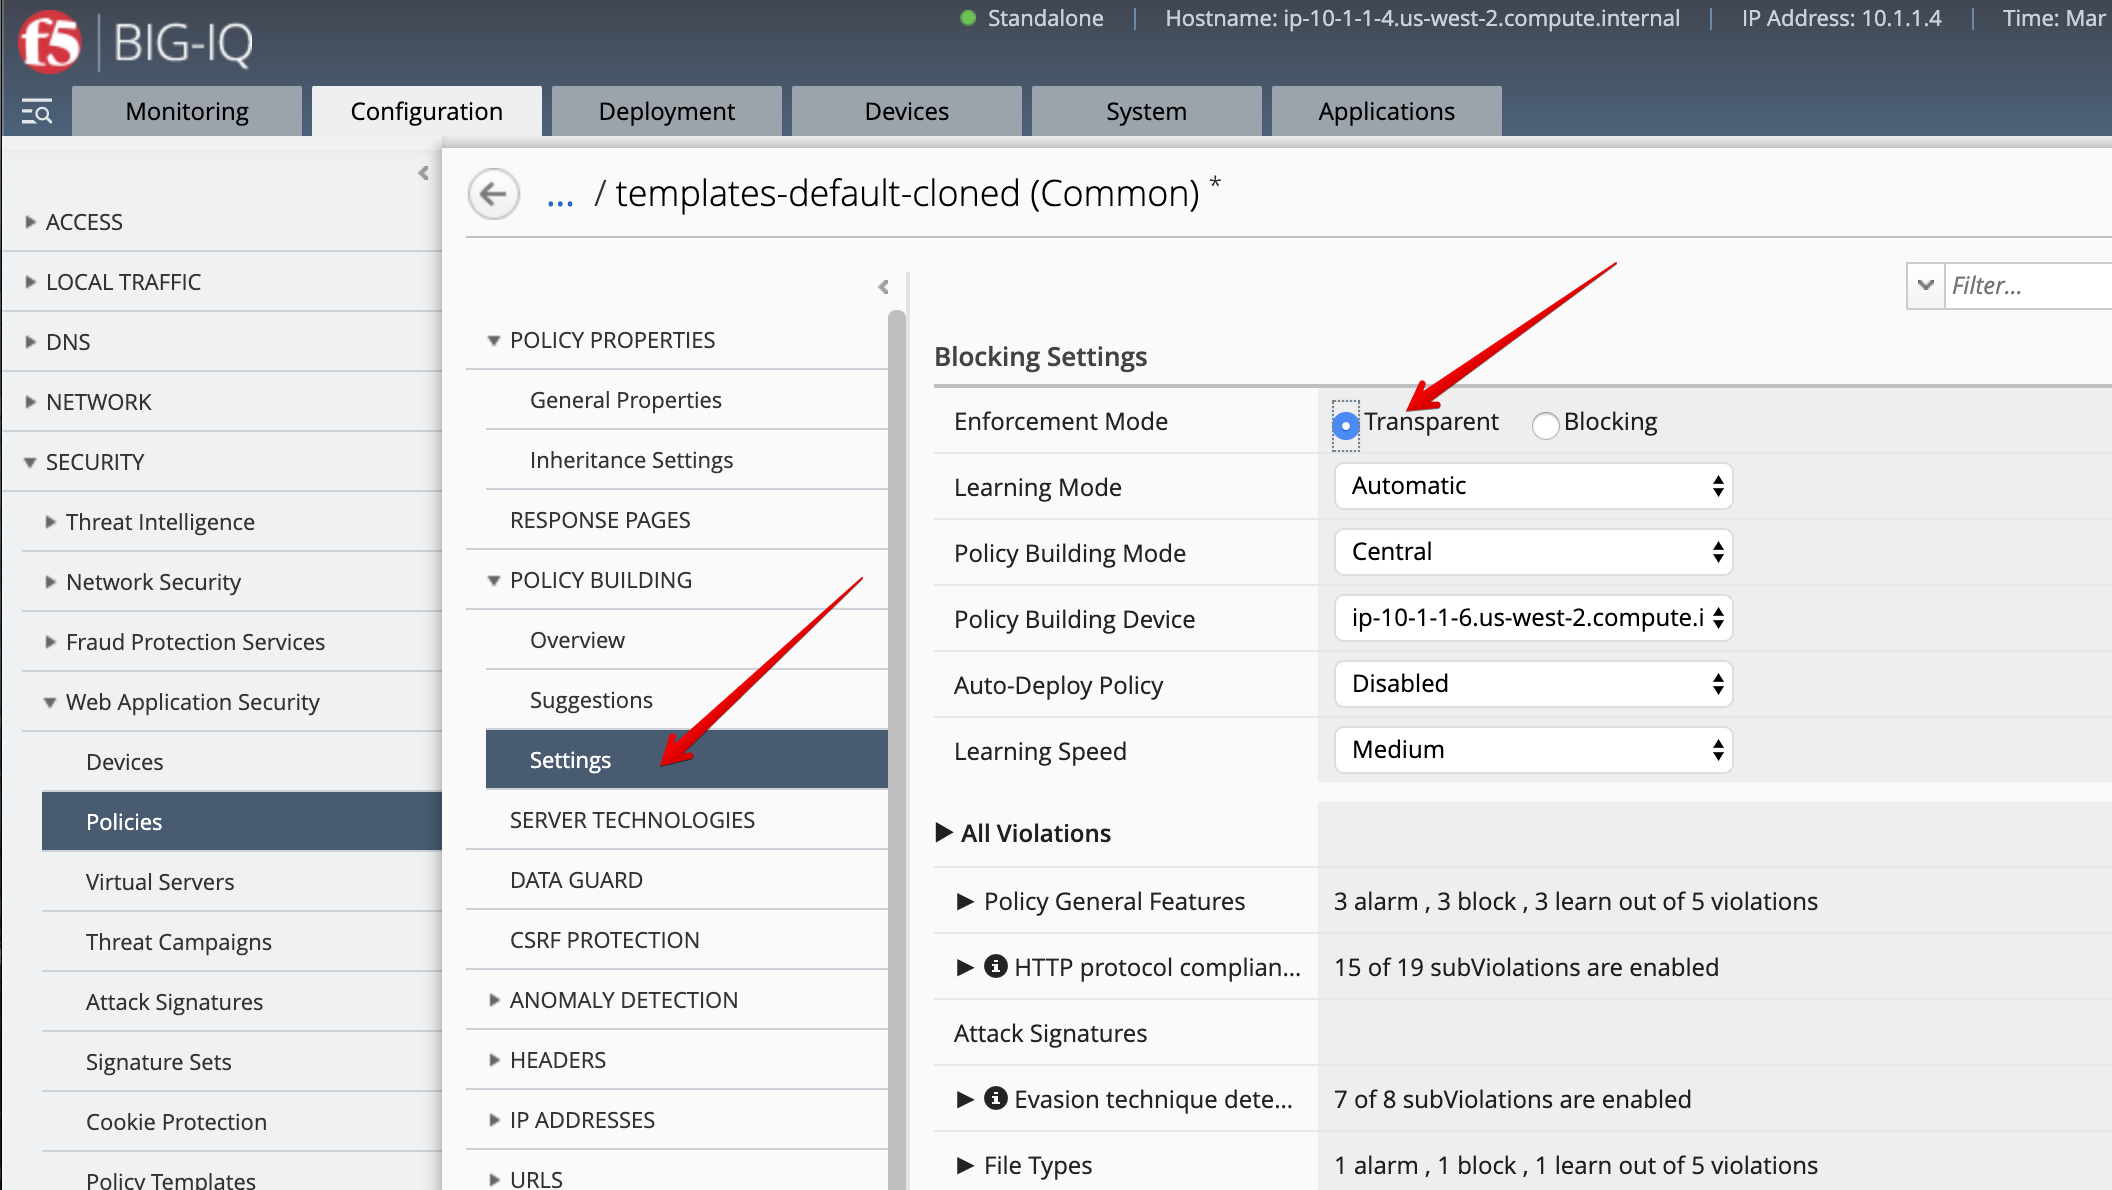 f5 BIG-IQ
Standalone
Hostname: ip-10-1-1-4.us-west-2.compute.internal
IP Address: 10.1.1.4
Time: Mar
Monitoring
Configuration
Deployment
Devices
System
Applications
ACCESS
LOCAL TRAFFIC
DNS
NETWORK
SECURITY
Threat Intelligence
Network Security
Fraud Protection Services
Web Application Security
Devices
Policies
Virtual Servers
Threat Campaigns
Attack Signatures
Signature Sets
Cookie Protection
Policy Templates
... / templates-default-cloned (Common) *
POLICY PROPERTIES
General Properties
Inheritance Settings
RESPONSE PAGES
POLICY BUILDING
Overview
Suggestions
Settings
SERVER TECHNOLOGIES
DATA GUARD
CSRF PROTECTION
ANOMALY DETECTION
HEADERS
IP ADDRESSES
URLS
Filter...
Blocking Settings
Enforcement Mode Transparent Blocking
Learning Mode Automatic
Policy Building Mode Central
Policy Building Device ip-10-1-1-6.us-west-2.compute.i
Auto-Deploy Policy Disabled
Learning Speed Medium
All Violations
Policy General Features 3 alarm , 3 block , 3 learn out of 5 violations
HTTP protocol complian... 15 of 19 subViolations are enabled
Attack Signatures
Evasion technique dete... 7 of 8 subViolations are enabled
File Types 1 alarm , 1 block , 1 learn out of 5 violations